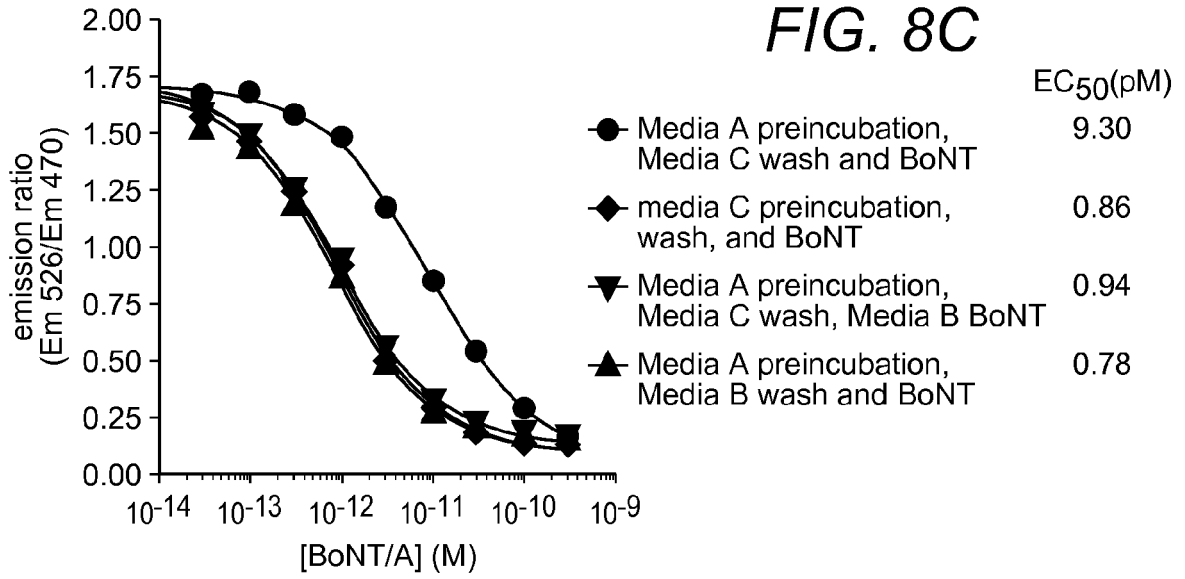 FIG. 8C
2.00
1.75
1.50
1.25
1.00
0.75
0.50
0.25
0.00
emission ratio
(Em 526/Em 470)
10-14
10-13
10-12
10-11
10-10
10-9
[BoNT/A] (M)
EC50(pM)
Media A preincubation,
Media C wash and BoNT
9.30
media C preincubation,
wash, and BoNT
0.86
Media A preincubation,
Media C wash, Media B BoNT
0.94
Media A preincubation,
Media B wash and BoNT
0.78